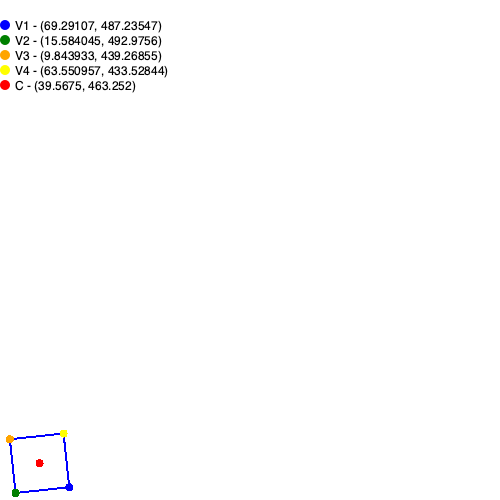 V1 - (69.29107, 487.23547)
V2 - (15.584045, 492.9756)
V3 - (9.843933, 439.26855)
V4 - (63.550957, 433.52844)
C - (39.5675, 463.252)